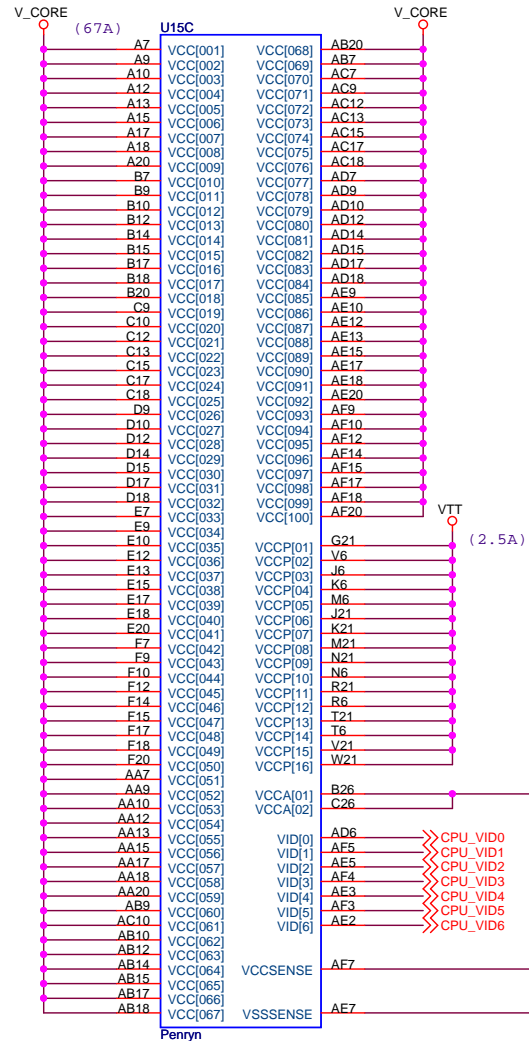 V_CORE V_CORE
(67A) U15C
A7 VCC[001] VCC[068] AB20
A9 VCC[002] VCC[069] AB7
A10 VCC[003] VCC[070] AC7
A12 VCC[004] VCC[071] AC9
A13 VCC[005] VCC[072] AC12
A15 VCC[006] VCC[073] AC13
A17 VCC[007] VCC[074] AC15
A18 VCC[008] VCC[075] AC17
A20 VCC[009] VCC[076] AC18
B7 VCC[010] VCC[077] AD7
B9 VCC[011] VCC[078] AD9
B10 VCC[012] VCC[079] AD10
B12 VCC[013] VCC[080] AD12
B14 VCC[014] VCC[081] AD14
B15 VCC[015] VCC[082] AD15
B17 VCC[016] VCC[083] AD17
B18 VCC[017] VCC[084] AD18
B20 VCC[018] VCC[085] AE9
C9 VCC[019] VCC[086] AE10
C10 VCC[020] VCC[087] AE12
C12 VCC[021] VCC[088] AE13
C13 VCC[022] VCC[089] AE15
C15 VCC[023] VCC[090] AE17
C17 VCC[024] VCC[091] AE18
C18 VCC[025] VCC[092] AE20
D9 VCC[026] VCC[093] AF9
D10 VCC[027] VCC[094] AF10
D12 VCC[028] VCC[095] AF12
D14 VCC[029] VCC[096] AF14
D15 VCC[030] VCC[097] AF15
D17 VCC[031] VCC[098] AF17
D18 VCC[032] VCC[099] AF18
E7 VCC[033] VCC[100] AF20
VTT
E9 VCC[034]
(2.5A)
E10 VCC[035] VCCP[01] G21
E12 VCC[036] VCCP[02] V6
E13 VCC[037] VCCP[03] J6
E15 VCC[038] VCCP[04] K6
E17 VCC[039] VCCP[05] M6
E18 VCC[040] VCCP[06] J21
E20 VCC[041] VCCP[07] K21
F7 VCC[042] VCCP[08] M21
F9 VCC[043] VCCP[09] N21
F10 VCC[044] VCCP[10] N6
F12 VCC[045] VCCP[11] R21
F14 VCC[046] VCCP[12] R6
F15 VCC[047] VCCP[13] T21
F17 VCC[048] VCCP[14] T6
F18 VCC[049] VCCP[15] V21
F20 VCC[050] VCCP[16] W21
AA7 VCC[051]
AA9 VCC[052] VCCA[01] B26
AA10 VCC[053] VCCA[02] C26
AA12 VCC[054]
AA13 VCC[055] VID[0] AD6 CPU_VID0
AA15 VCC[056] VID[1] AF5 CPU_VID1
AA17 VCC[057] VID[2] AE5 CPU_VID2
AA18 VCC[058] VID[3] AF4 CPU_VID3
AA20 VCC[059] VID[4] AE3 CPU_VID4
AB9 VCC[060] VID[5] AF3 CPU_VID5
AC10 VCC[061] VID[6] AE2 CPU_VID6
AB10 VCC[062]
AB12 VCC[063]
AB14 VCC[064] VCCSENSE AF7
AB15 VCC[065]
AB17 VCC[066]
AB18 VCC[067] VSSSENSE AE7
Penryn